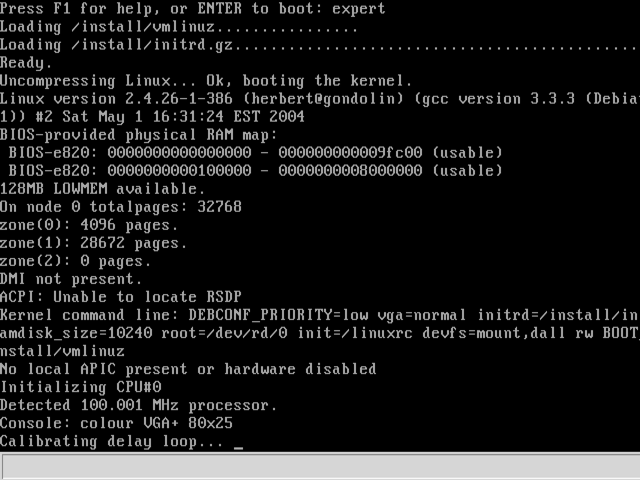 Press F1 for help, or ENTER to boot: expert
Loading /install/vmlinuz................
Loading /install/initrd.gz.............................................
Ready.
Uncompressing Linux... Ok, booting the kernel.
Linux version 2.4.26-1-386 (herbert@gondolin) (gcc version 3.3.3 (Debia
1)) #2 Sat May 1 16:31:24 EST 2004
BIOS-provided physical RAM map:
 BIOS-e820: 0000000000000000 - 000000000009fc00 (usable)
 BIOS-e820: 0000000000100000 - 0000000008000000 (usable)
128MB LOWMEM available.
On node 0 totalpages: 32768
zone(0): 4096 pages.
zone(1): 28672 pages.
zone(2): 0 pages.
DMI not present.
ACPI: Unable to locate RSDP
Kernel command line: DEBCONF_PRIORITY=low vga=normal initrd=/install/in
amdisk_size=10240 root=/dev/rd/0 init=/linuxrc devfs=mount,dall rw BOOT
nstall/vmlinuz
No local APIC present or hardware disabled
Initializing CPU#0
Detected 100.001 MHz processor.
Console: colour VGA+ 80x25
Calibrating delay loop... _